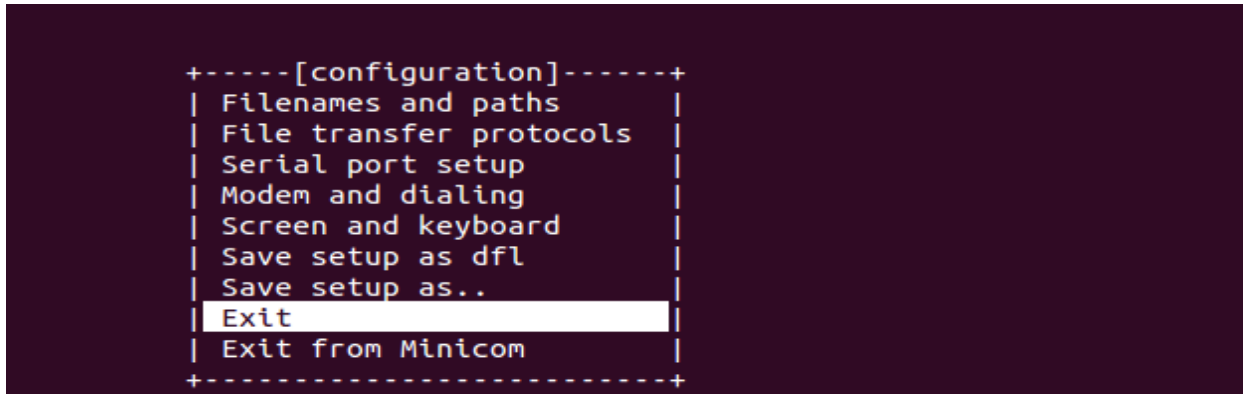 +-----[configuration]------+
| Filenames and paths      |
| File transfer protocols  |
| Serial port setup        |
| Modem and dialing        |
| Screen and keyboard      |
| Save setup as dfl        |
| Save setup as..          |
| Exit                     |
| Exit from Minicom        |
+--------------------------+